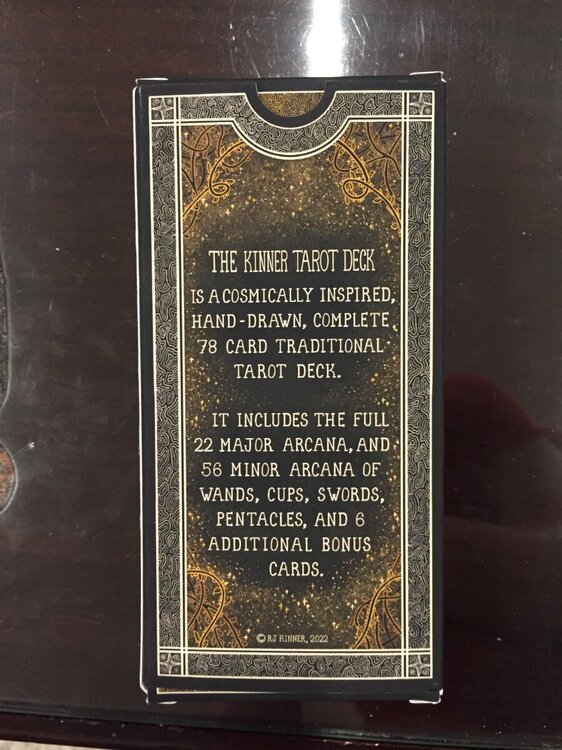 THE KINNER TAROT DECK
IS A COSMICALLY INSPIRED,
HAND-DRAWN, COMPLETE
78 CARD TRADITIONAL
TAROT DECK.
IT INCLUDES THE FULL
22 MAJOR ARCANA, AND
56 MINOR ARCANA OF
WANDS, CUPS, SWORDS,
PENTACLES, AND 6
ADDITIONAL BONUS
CARDS.
© RJ KINNER, 2022